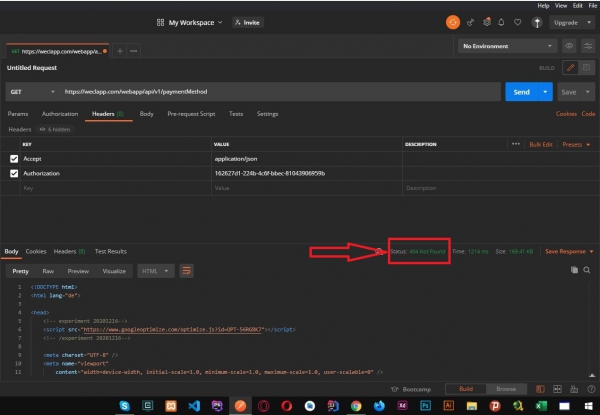 Help View Edit File
My Workspace Invite Upgrade
GET https://weclapp.com/webapp/a... No Environment
Untitled Request BUILD
GET https://weclapp.com/webapp/api/v1/paymentMethod Send Save
Params Authorization Headers (8) Body Pre-request Script Tests Settings Cookies Code
Headers 6 hidden
KEY VALUE DESCRIPTION Bulk Edit Presets
Accept application/json
Authorization 162627d1-224b-4c6f-bbec-81043906959b
Key Value Description
Body Cookies Headers (8) Test Results Status: 404 Not Found Time: 1214 ms Size: 169.41 KB Save Response
Pretty Raw Preview Visualize HTML
1 <!DOCTYPE html>
2 <html lang="de">
3
4 <head>
5 <!-- experiment 20201216-->
6 <script src="https://www.googleoptimize.com/optimize.js?id=OPT-56RGBK7"></script>
7 <!-- /experiment 20201216-->
8
9 <meta charset="UTF-8" />
10 <meta name="viewport"
11 content="width=device-width, initial-scale=1.0, minimum-scale=1.0, maximum-scale=1.0, user-scalable=0" />
Bootcamp Build Browse